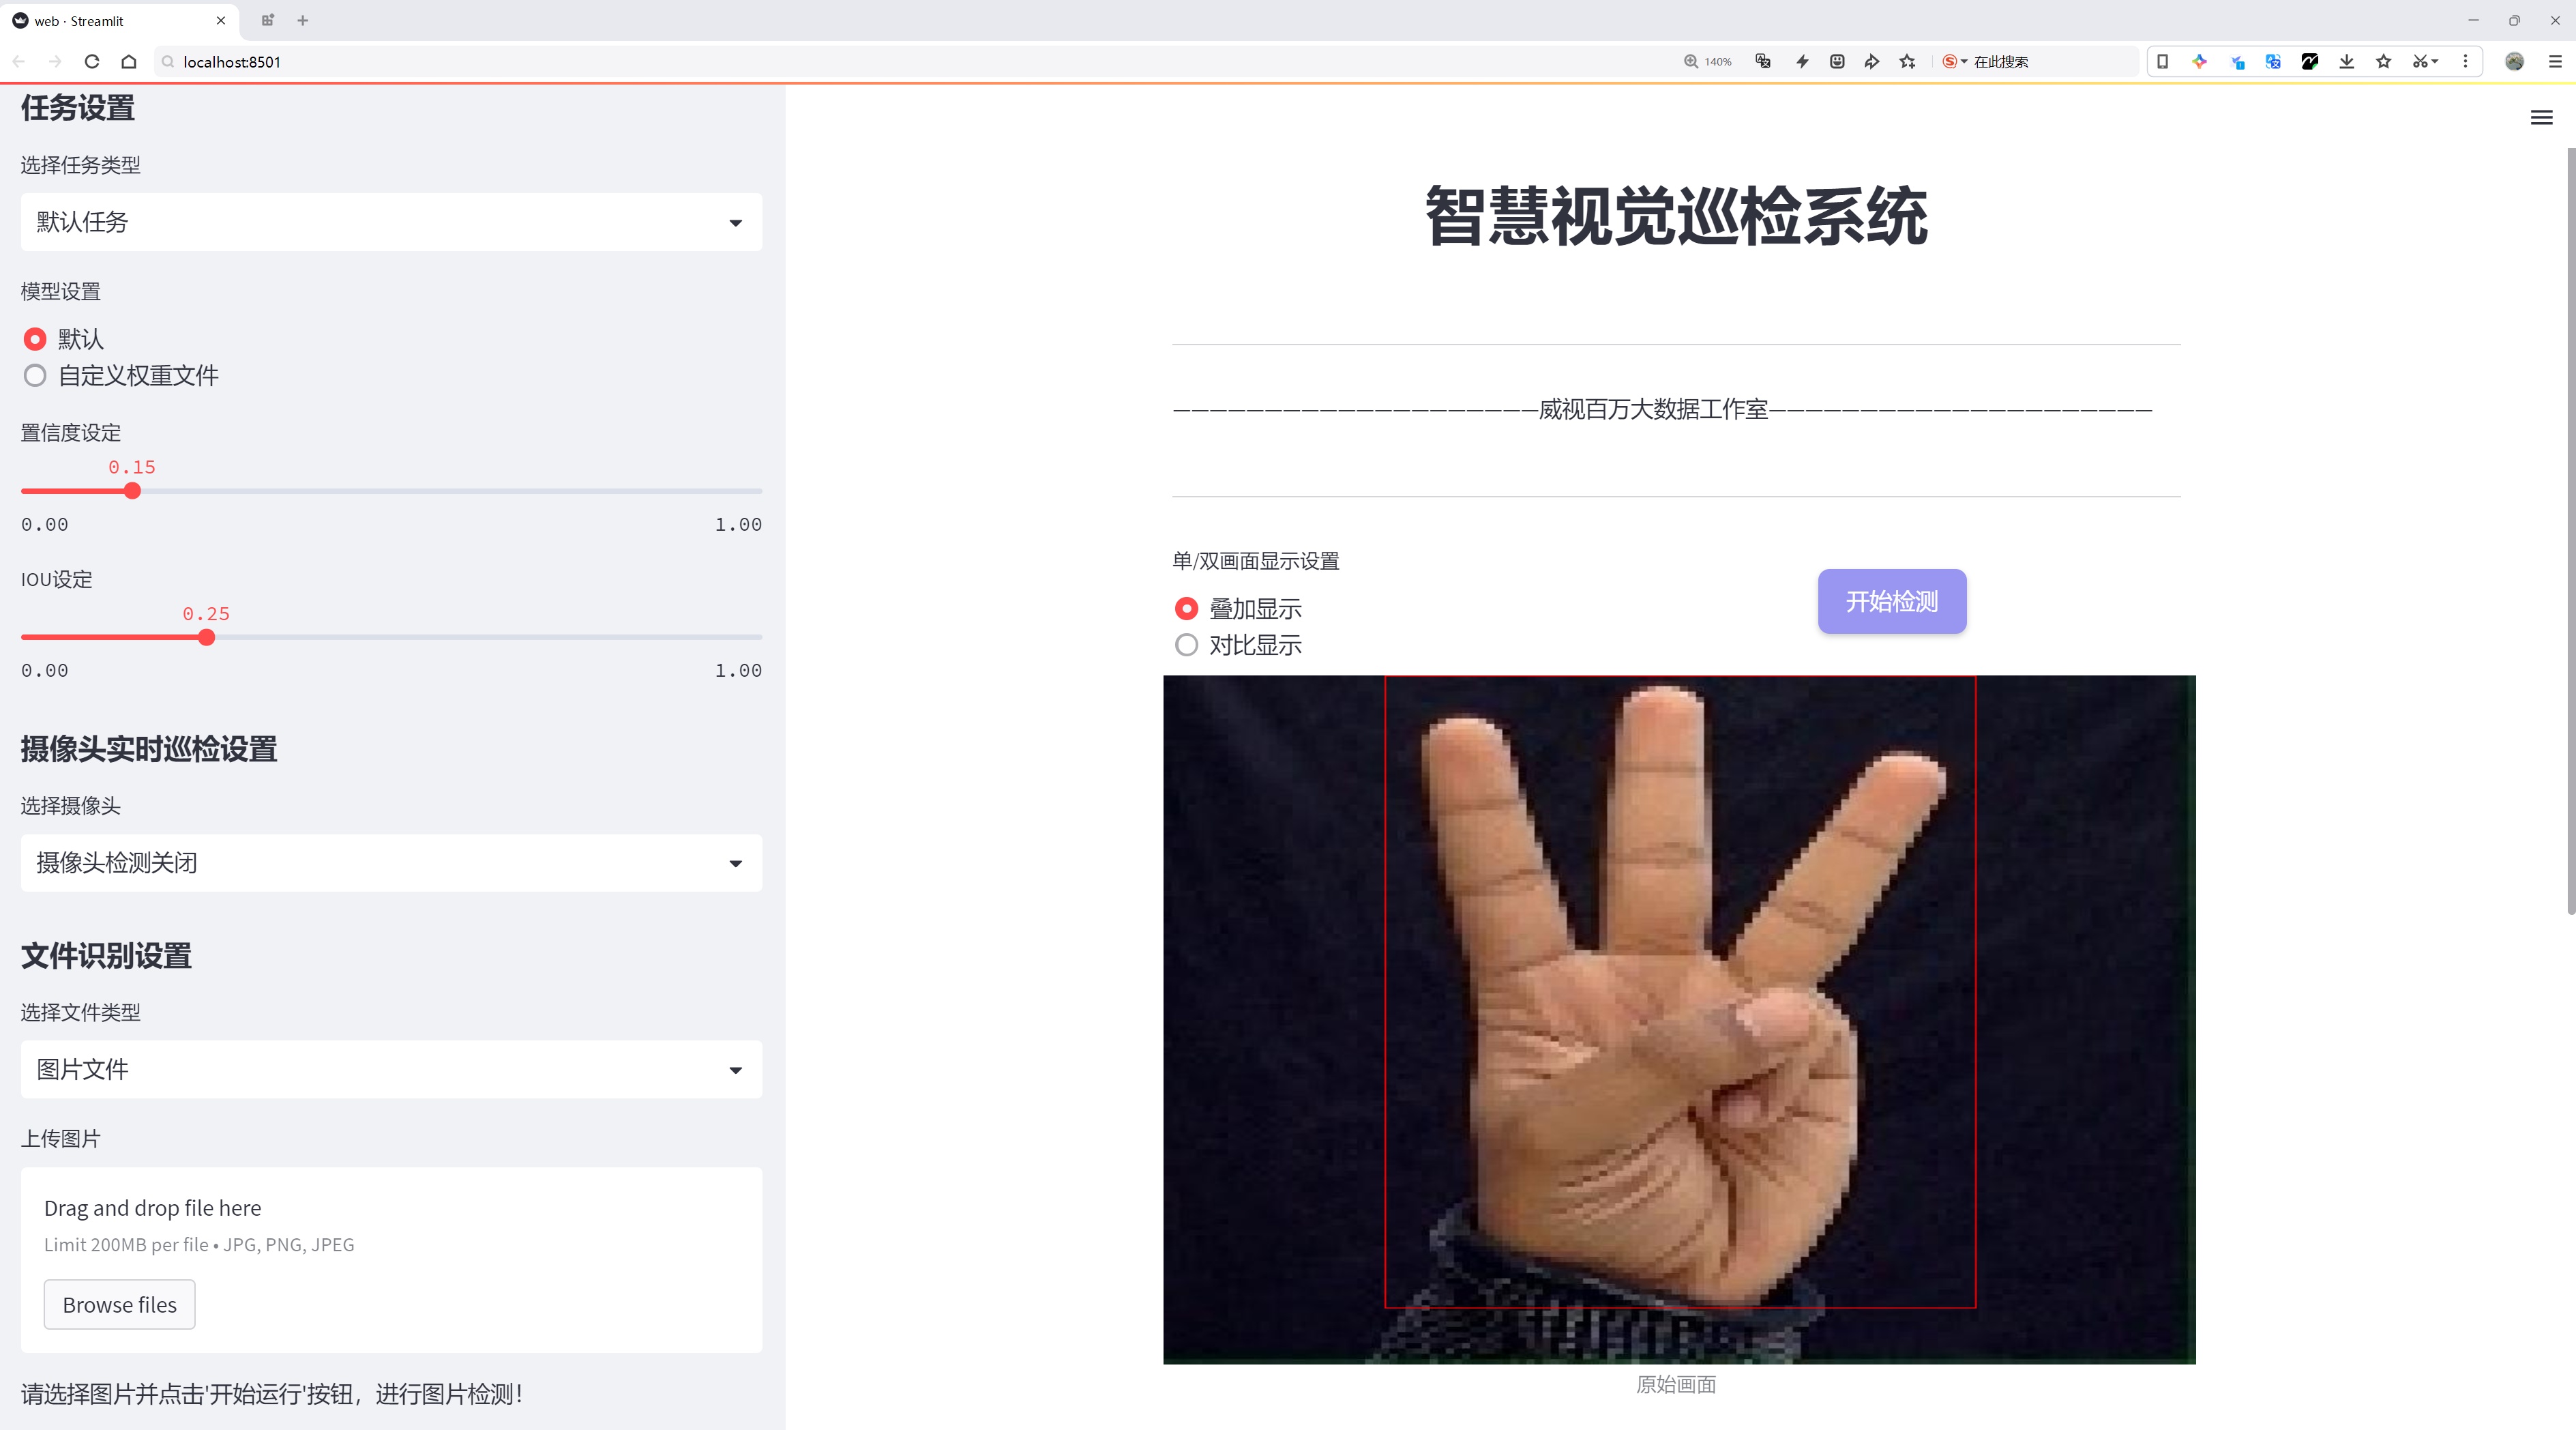 web · Streamlit
localhost:8501
140%
在此搜索
任务设置
选择任务类型
默认任务
模型设置
默认
自定义权重文件
置信度设定
0.15
0.00 1.00
IOU设定
0.25
0.00 1.00
摄像头实时巡检设置
选择摄像头
摄像头检测关闭
文件识别设置
选择文件类型
图片文件
上传图片
Drag and drop file here
Limit 200MB per file • JPG, PNG, JPEG
Browse files
请选择图片并点击'开始运行'按钮，进行图片检测！
智慧视觉巡检系统
————————————————————威视百万大数据工作室—————————————————————
单/双画面显示设置
叠加显示
对比显示
开始检测
原始画面